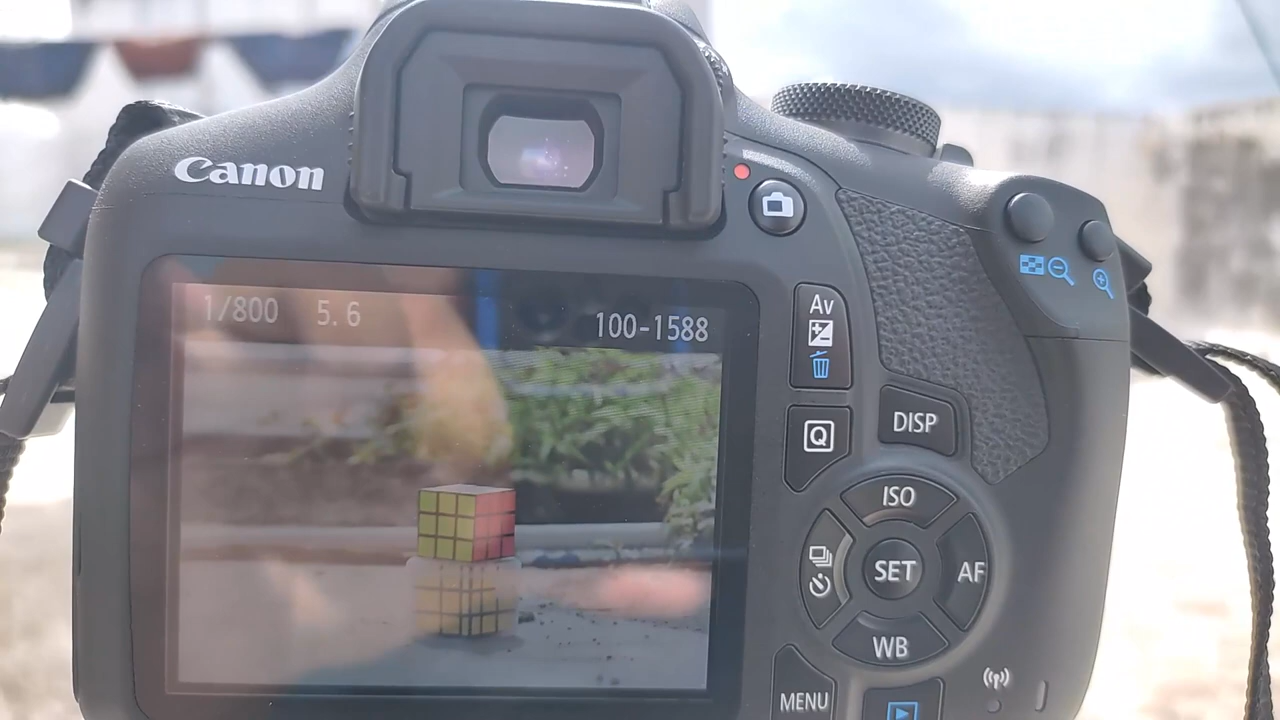 Canon
1/800 5.6
100-1588
Av
Q
DISP
ISO
SET
AF
WB
MENU